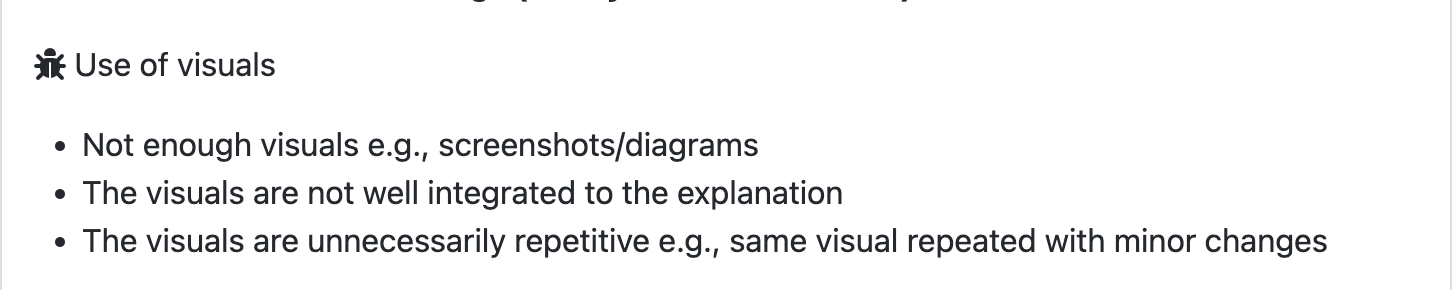 Use of visuals
Not enough visuals e.g., screenshots/diagrams
The visuals are not well integrated to the explanation
The visuals are unnecessarily repetitive e.g., same visual repeated with minor changes